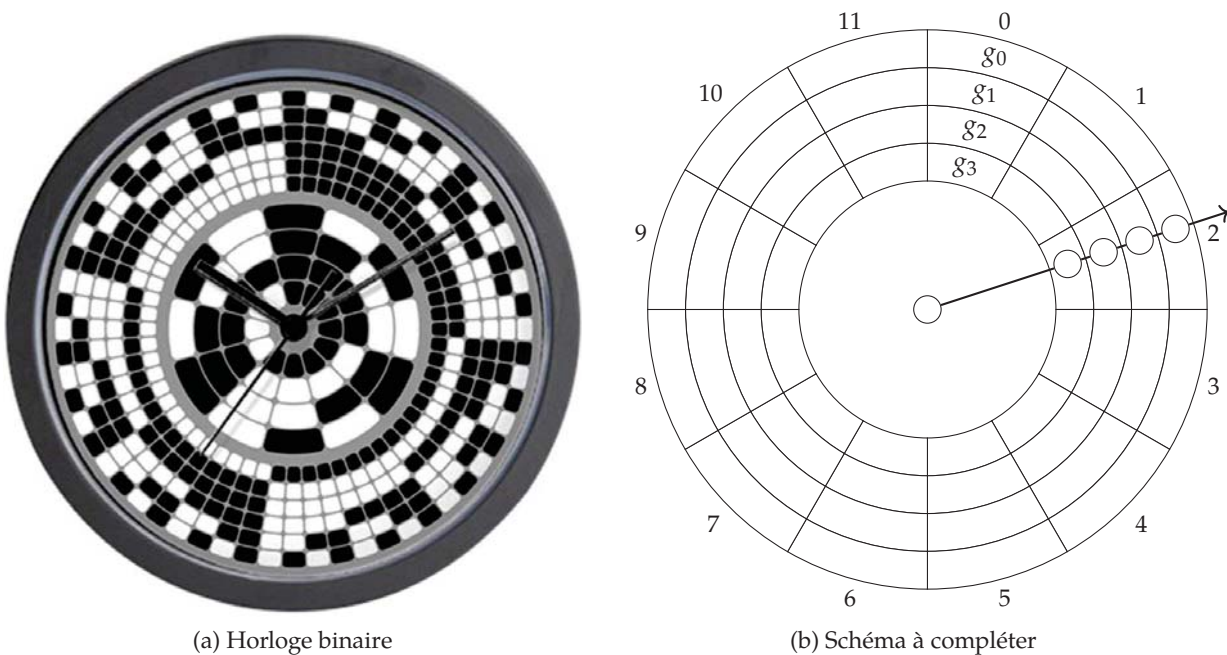 11 0
10 g0 1
g1
g2
g3
9 2
8 3
7 4
6 5
(a) Horloge binaire
(b) Schéma à compléter